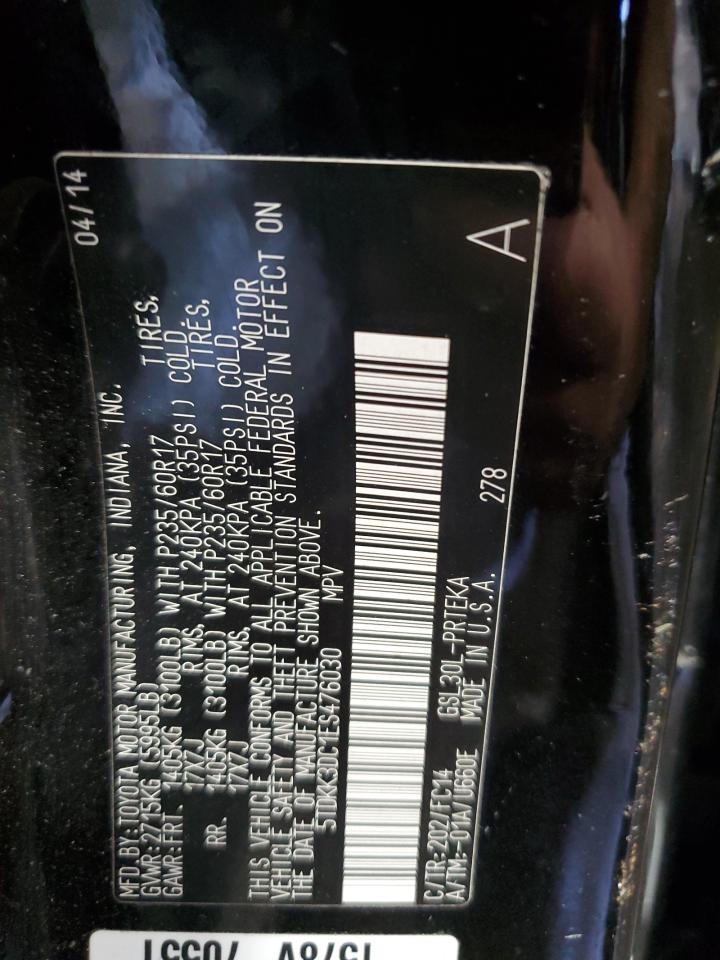 MFD.BY:TOYOTA MOTOR MANUFACTURING, INDIANA, INC. 04/14
GVWR:2715KG (5995LB)
GAWR:FRT. 1405KG (3100LB) WITH P235/60R17 TIRES,
17X7J RIMS, AT 240KPA (35PSI) COLD.
RR. 1405KG (3100LB) WITH P235/60R17 TIRES,
17X7J RIMS, AT 240KPA (35PSI) COLD.
THIS VEHICLE CONFORMS TO ALL APPLICABLE FEDERAL MOTOR
VEHICLE SAFETY AND THEFT PREVENTION STANDARDS IN EFFECT ON
THE DATE OF MANUFACTURE SHOWN ABOVE.
5TDKK3DC1ES476030 MPV
C/TR:202/FC14 GSL30L-PRTEKA 278 A
A/TM:-01A/U660E MADE IN U.S.A.